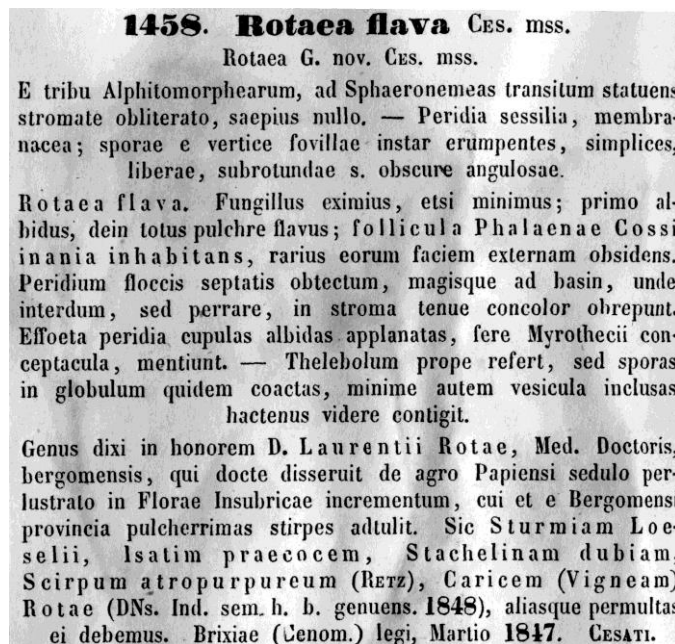 1458. Rotaea flava Ces. mss.
Rotaea G. nov. Ces. mss.
E tribu Alphitomorphearum, ad Sphaeronemeas transitum statuens
stromate obliterato, saepius nullo. — Peridia sessilia, membra-
nacea; sporae e vertice fovillae instar erumpentes, simplices,
liberae, subrotundae s. obscure angulosae.
Rotaea flava. Fungillus eximius, etsi minimus; primo al-
bidus, dein totus pulchre flavus; follicula Phalaenae Cossi
inania inhabitans, rarius eorum faciem externam obsidens.
Peridium floccis septatis obtectum, magisque ad basin, unde
interdum, sed perrare, in stroma tenue concolor obrepunt.
Effoeta peridia cupulas albidas applanatas, fere Myrothecii con-
ceptacula, mentiunt. — Thelebolum prope refert, sed sporas
in globulum quidem coactas, minime autem vesicula inclusas
hactenus videre contigit.
Genus dixi in honorem D. Laurentii Rotae, Med. Doctoris,
bergomensis, qui docte disseruit de agro Papiensi sedulo per-
lustrato in Florae Insubricae incrementum, cui et e Bergomensi
provincia pulcherrimas stirpes adtulit. Sic Sturmiam Loe-
selii, Isatim praecocem, Stachelinam dubiam,
Scirpum atropurpureum (Retz), Caricem (Vigneam)
Rotae (DNs. Ind. sem. h. b. genuens. 1848), aliasque permultas
ei debemus. Brixiae (Cenom.) legi, Martio 1847. Cesati.